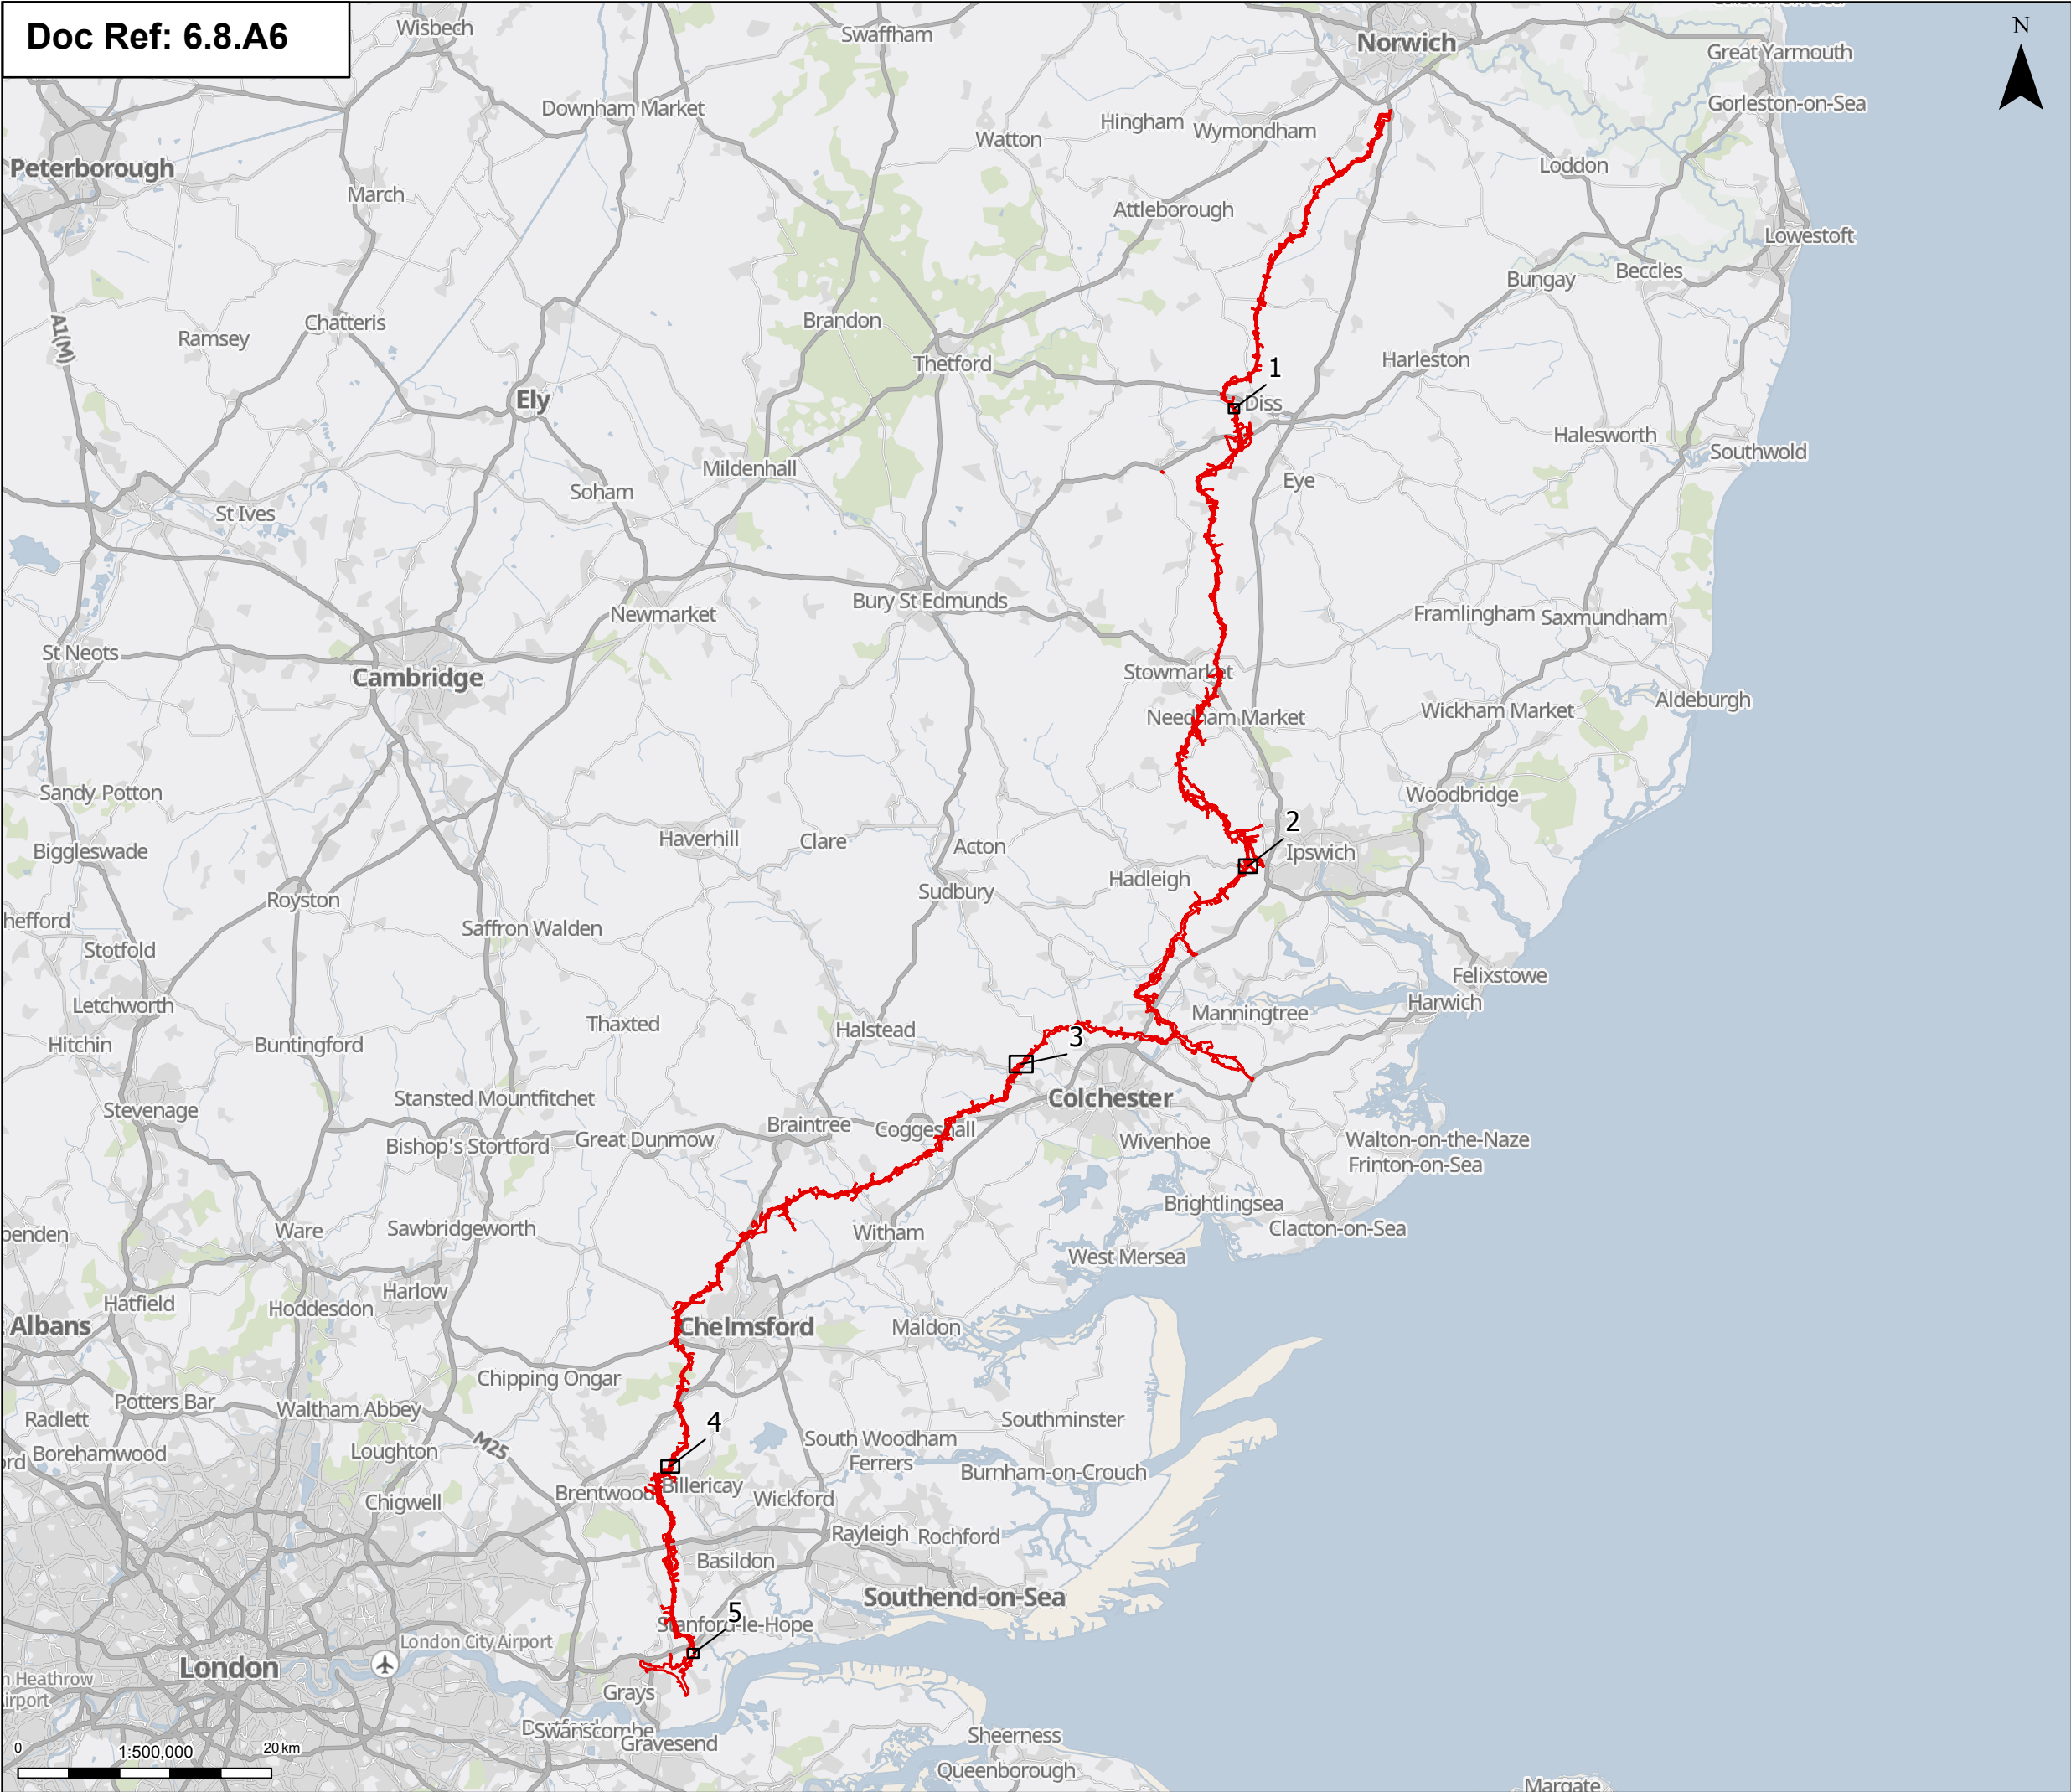 Doc Ref: 6.8.A6
Wisbech
Swaffham
Norwich
N
Great Yarmouth
Downham Market
Gorleston-on-Sea
Hingham
Wymondham
Watton
Peterborough
Loddon
March
Attleborough
Lowestoft
Beccles
Bungay
A1(M)
Ramsey
Chatteris
Brandon
Thetford
Harleston
1
Ely
Diss
Halesworth
Southwold
Mildenhall
Eye
Soham
St Ives
Bury St Edmunds
Newmarket
Framlingham
Saxmundham
St Neots
Cambridge
Stowmarket
Aldeburgh
Needham Market
Wickham Market
Sandy Potton
Woodbridge
2
Biggleswade
Haverhill
Clare
Acton
Ipswich
Hadleigh
Sudbury
Royston
hefford
Saffron Walden
Stotfold
Felixstowe
Letchworth
Harwich
Manningtree
Thaxted
Halstead
3
Hitchin
Buntingford
Stansted Mountfitchet
Colchester
Stevenage
Braintree
Coggeshall
Bishop's Stortford
Great Dunmow
Wivenhoe
Walton-on-the-Naze
Frinton-on-Sea
Brightlingsea
penden
Ware
Sawbridgeworth
Witham
Clacton-on-Sea
West Mersea
Harlow
Hatfield
Hoddesdon
Albans
Chelmsford
Maldon
Chipping Ongar
Potters Bar
Waltham Abbey
Radlett
Southminster
4
M25
South Woodham
Ferrers
Borehamwood
Loughton
rd
Burnham-on-Crouch
Brentwood
Billericay
Wickford
Chigwell
Rayleigh
Rochford
Basildon
Southend-on-Sea
5
Stanford-le-Hope
London City Airport
London
n Heathrow
irport
Grays
Swanscombe
Gravesend
Sheerness
Queenborough
Margate
0
1:500,000
20 km